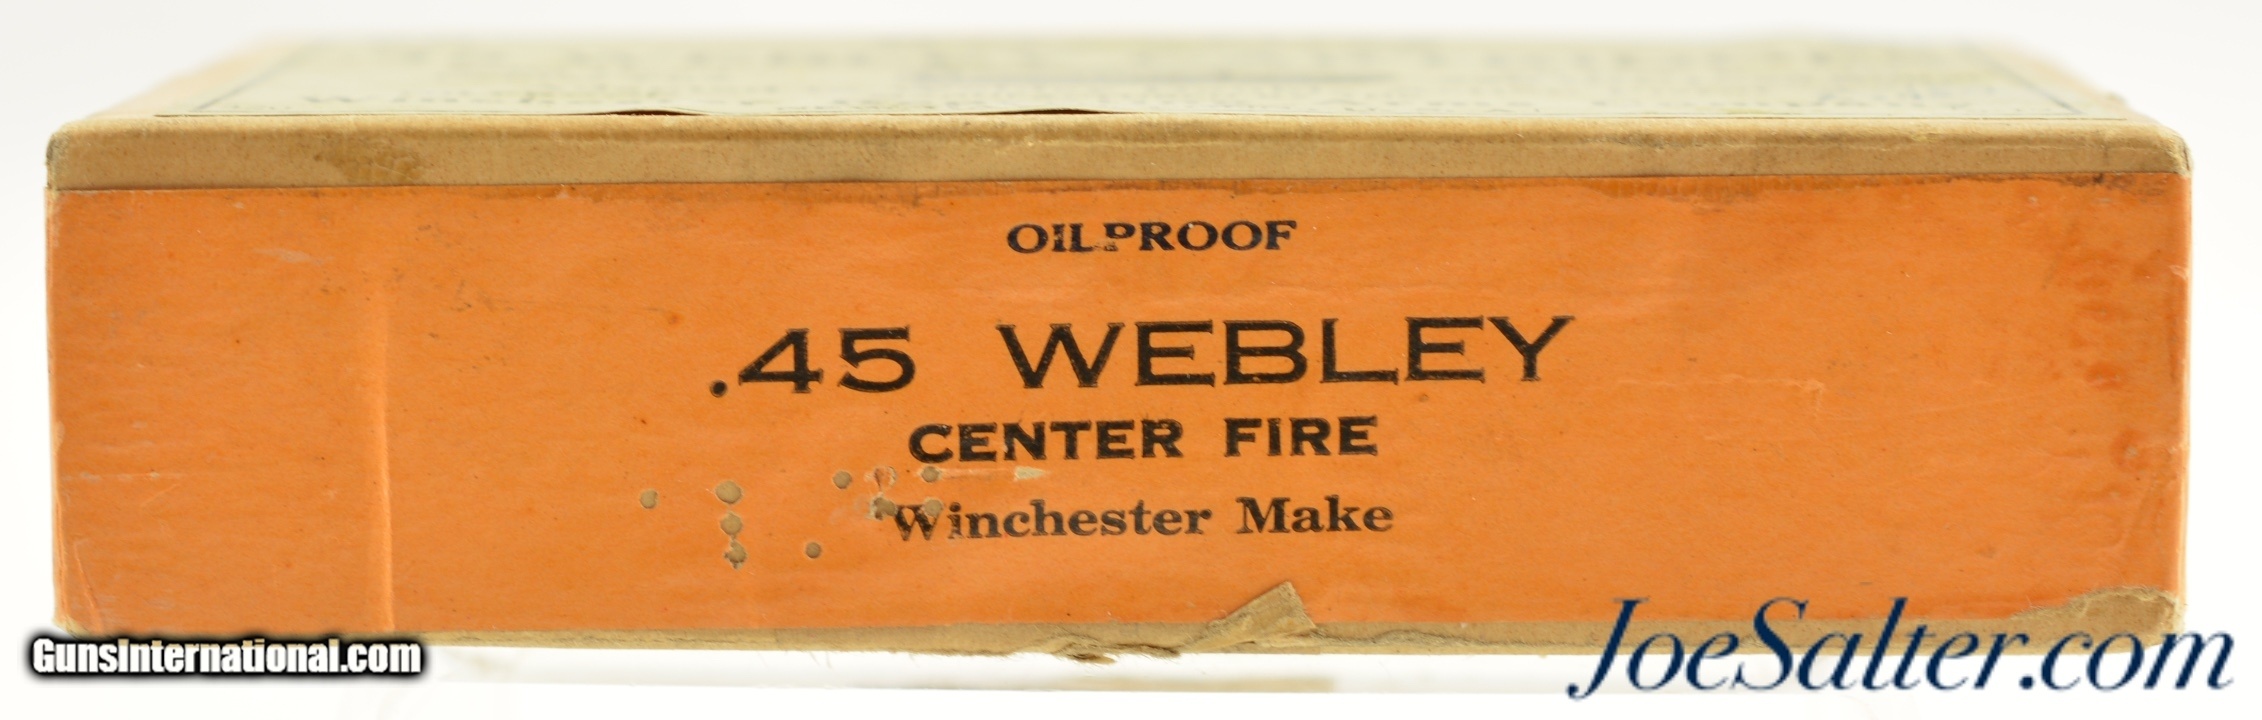 OILPROOF
.45 WEBLEY
CENTER FIRE
Winchester Make
GunsInternational.com
JoeSalter.com